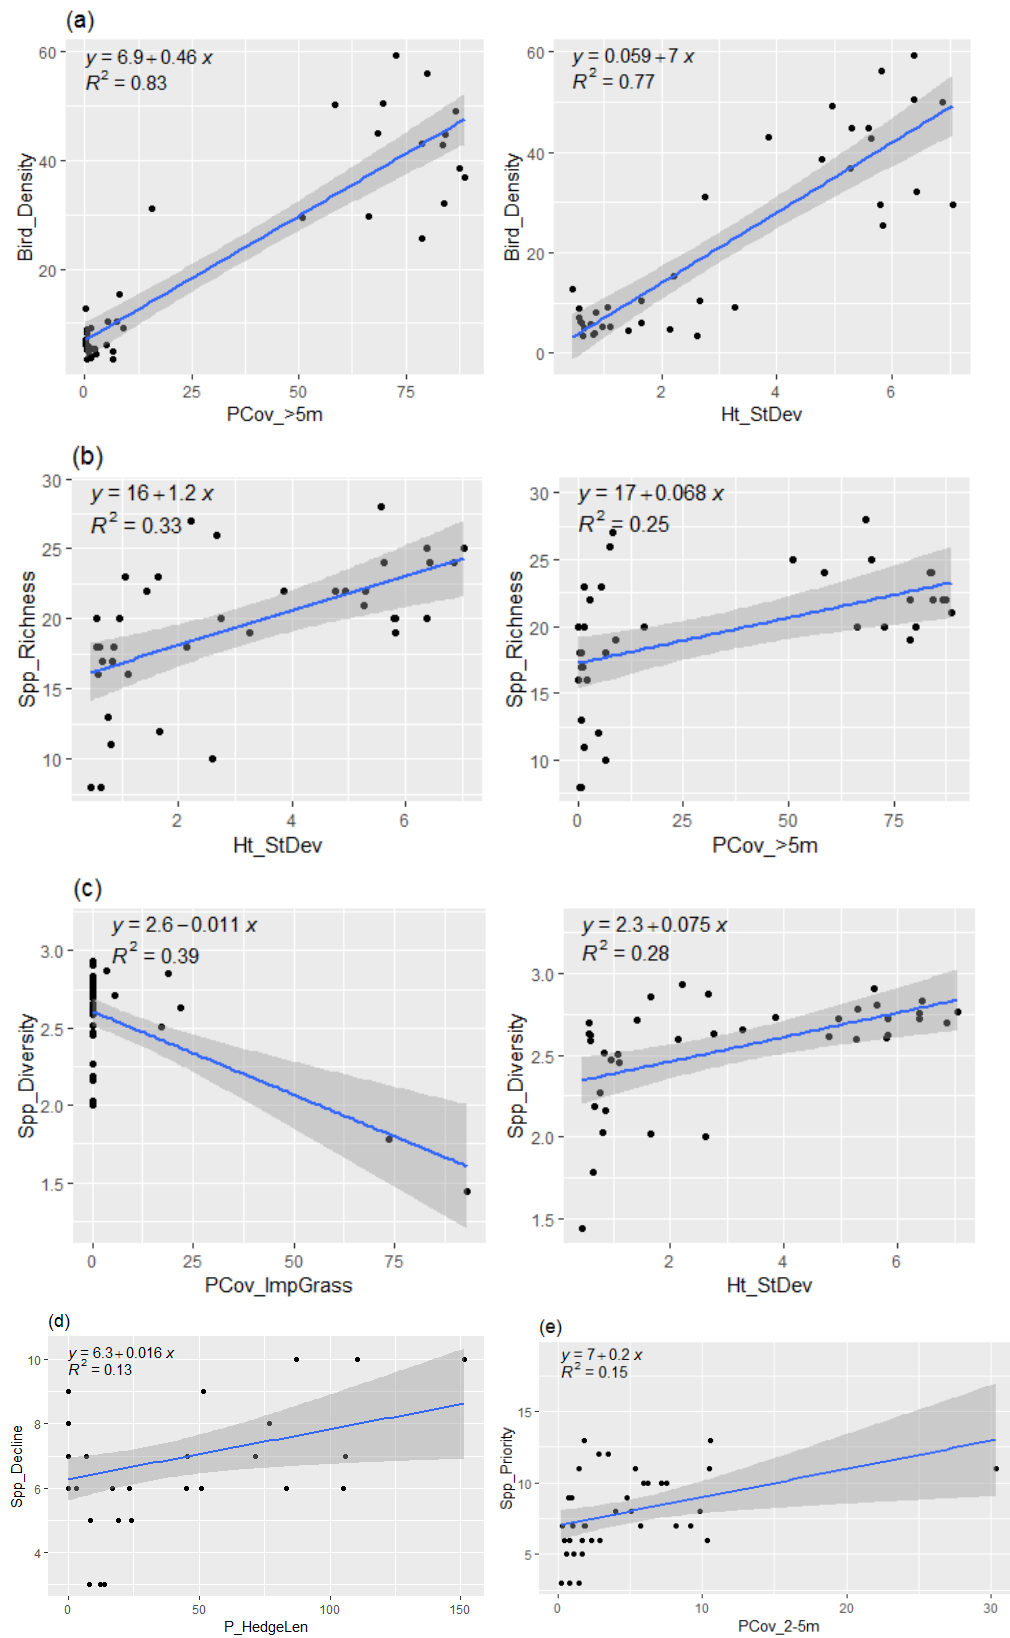 (a)
y = 6.9 + 0.46 x
R² = 0.83
60
40
20
0
25
50
75
Bird_Density
PCov_>5m
y = 0.059 + 7 x
R² = 0.77
60
40
20
0
2
4
6
Bird_Density
Ht_StDev
(b)
y = 16 + 1.2 x
R² = 0.33
30
25
20
15
10
2
4
6
Spp_Richness
Ht_StDev
y = 17 + 0.068 x
R² = 0.25
30
25
20
15
10
0
25
50
75
Spp_Richness
PCov_>5m
(c)
y = 2.6 − 0.011 x
R² = 0.39
3.0
2.5
2.0
1.5
0
25
50
75
Spp_Diversity
PCov_ImpGrass
y = 2.3 + 0.075 x
R² = 0.28
3.0
2.5
2.0
1.5
2
4
6
Spp_Diversity
Ht_StDev
(d)
y = 6.3 + 0.016 x
R² = 0.13
10
8
6
4
0
50
100
150
Spp_Decline
P_HedgeLen
(e)
y = 7 + 0.2 x
R² = 0.15
15
10
5
0
10
20
30
Spp_Priority
PCov_2-5m